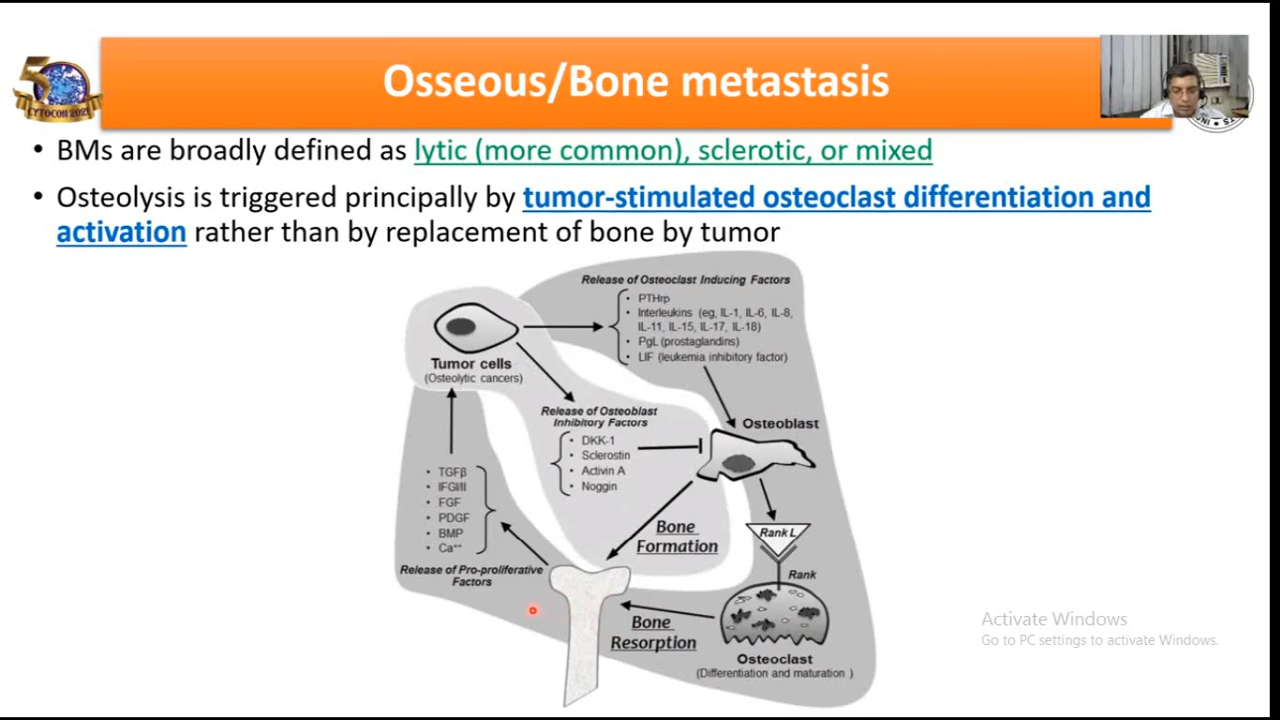 Osseous/Bone metastasis
50
CYTOCON 2021
• BMs are broadly defined as lytic (more common), sclerotic, or mixed
• Osteolysis is triggered principally by tumor-stimulated osteoclast differentiation and
activation rather than by replacement of bone by tumor
Release of Osteoclast Inducing Factors
• PTHrp
• Interleukins (eg, IL-1, IL-6, IL-8,
IL-11, IL-15, IL-17, IL-18)
• PgL (prostaglandins)
• LIF (leukemia inhibitory factor)
Tumor cells
(Osteolytic cancers)
Release of Osteoblast
Inhibitory Factors
• DKK-1
• Sclerostin
• Activin A
• Noggin
Osteoblast
• TGFβ
• IFGI/II
• FGF
• PDGF
• BMP
• Ca++
Release of Pro-proliferative
Factors
Bone
Formation
Rank L
Rank
Bone
Resorption
Osteoclast
(Differentiation and maturation )
Activate Windows
Go to PC settings to activate Windows.